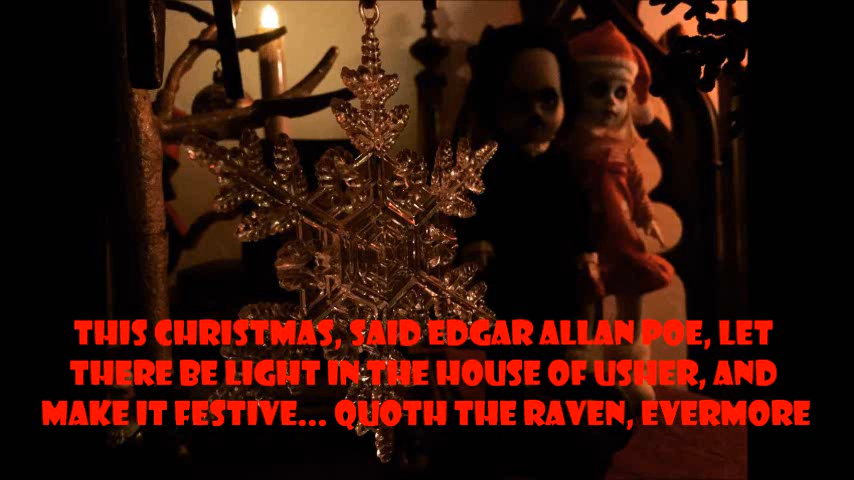 THIS CHRISTMAS, SAID EDGAR ALLAN POE, LET
THERE BE LIGHT IN THE HOUSE OF USHER, AND
MAKE IT FESTIVE... QUOTH THE RAVEN, EVERMORE